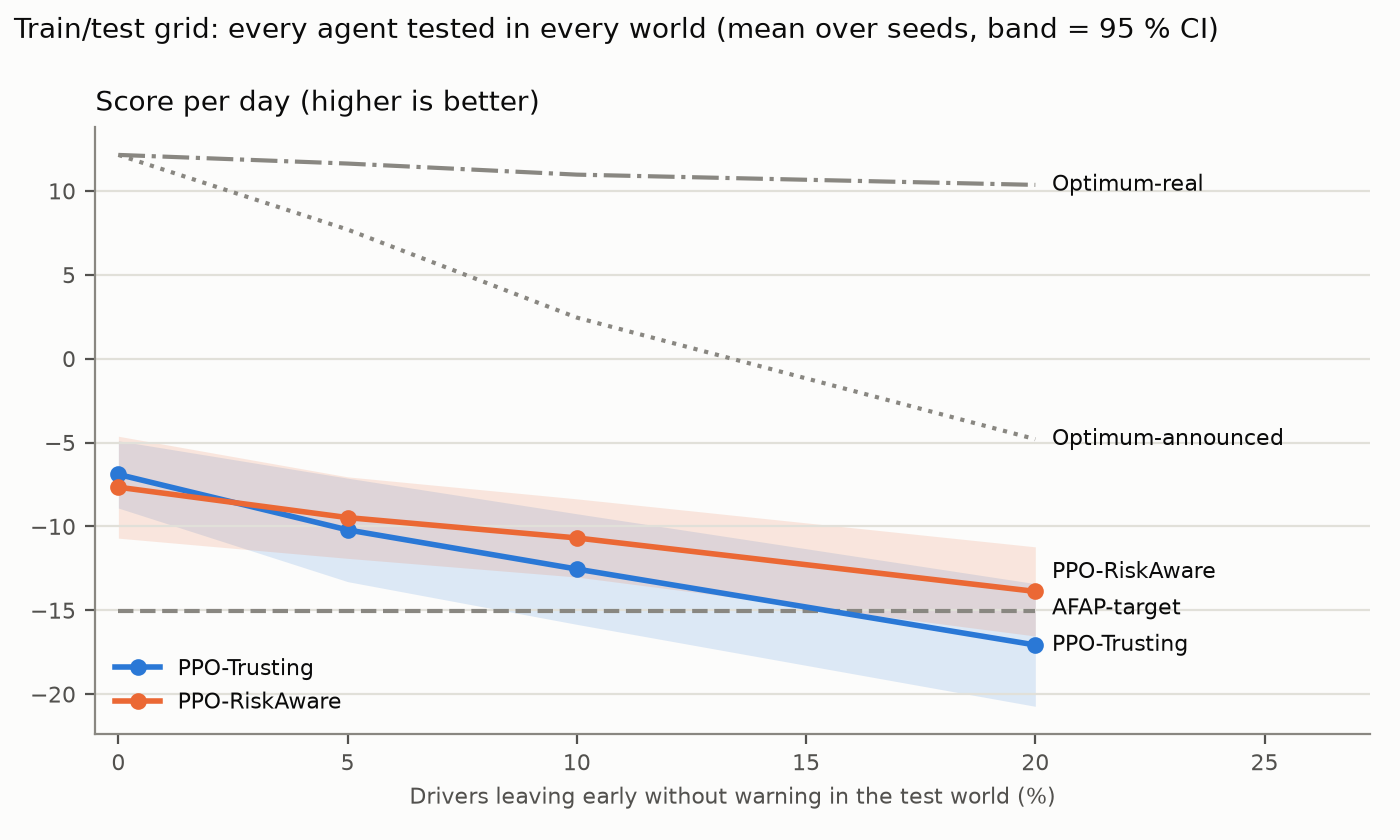 Train/test grid: every agent tested in every world (mean over seeds, band = 95 % CI)
Score per day (higher is better)
10
5
0
−5
−10
−15
−20
Optimum-real
Optimum-announced
PPO-RiskAware
AFAP-target
PPO-Trusting
PPO-Trusting
PPO-RiskAware
0
5
10
15
20
25
Drivers leaving early without warning in the test world (%)